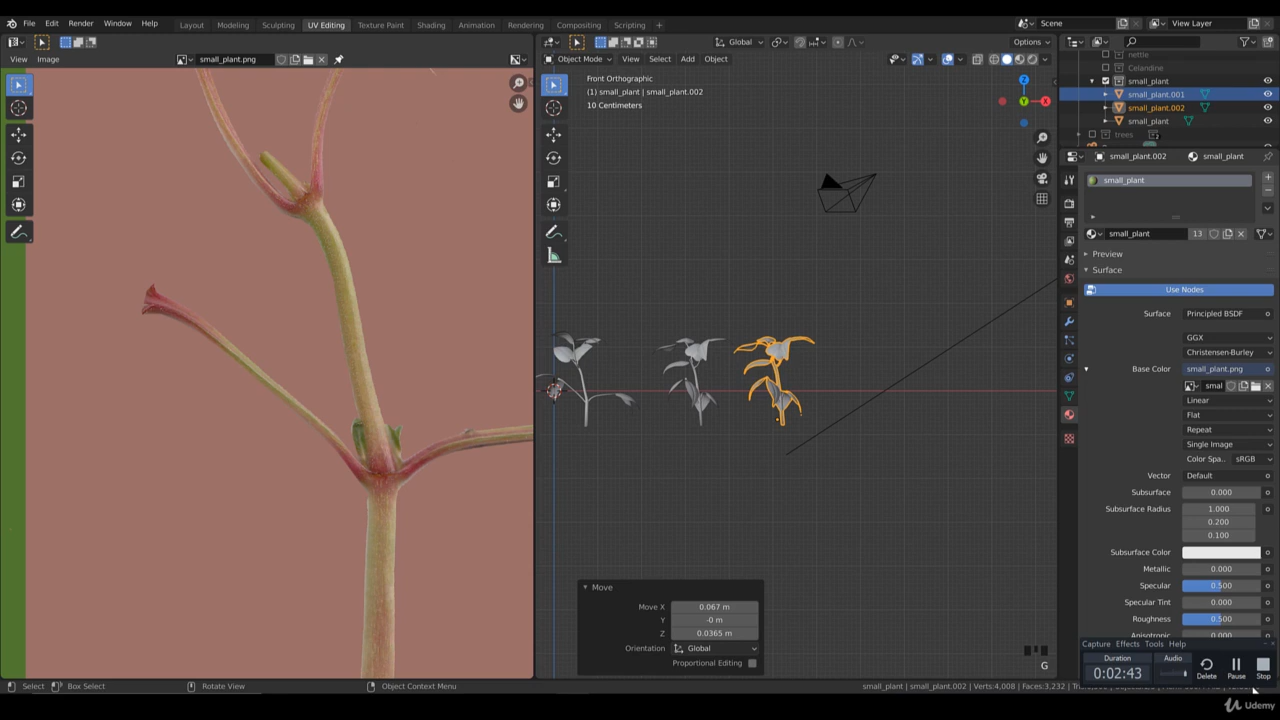 File Edit Render Window Help Layout Modeling Sculpting UV Editing Texture Paint Shading Animation Rendering Compositing Scripting + Scene View Layer
View Image small_plant.png Object Mode View Select Add Object Global Options
Front Orthographic
(1) small_plant | small_plant.002
10 Centimeters
Z
Y
X
nettle
Celandine
small_plant
small_plant.001
small_plant.002
small_plant
trees
small_plant.002 small_plant
small_plant
small_plant 13
Preview
Surface
Use Nodes
Surface Principled BSDF
GGX
Christensen-Burley
Base Color small_plant.png
smal
Linear
Flat
Repeat
Single Image
Color Spa.. sRGB
Vector Default
Subsurface 0.000
Subsurface Radius 1.000
0.200
0.100
Subsurface Color
Metallic 0.000
Specular 0.500
Specular Tint 0.000
Roughness 0.500
Anisotropic 0.000
Move
Move X 0.067 m
Y -0 m
Z 0.0365 m
Orientation Global
Proportional Editing
G
Capture Effects Tools Help
Duration Audio
0:02:43 Delete Pause Stop
Select Box Select Rotate View Object Context Menu
small_plant | small_plant.002 | Verts:4,008 | Faces:3,232
Udemy